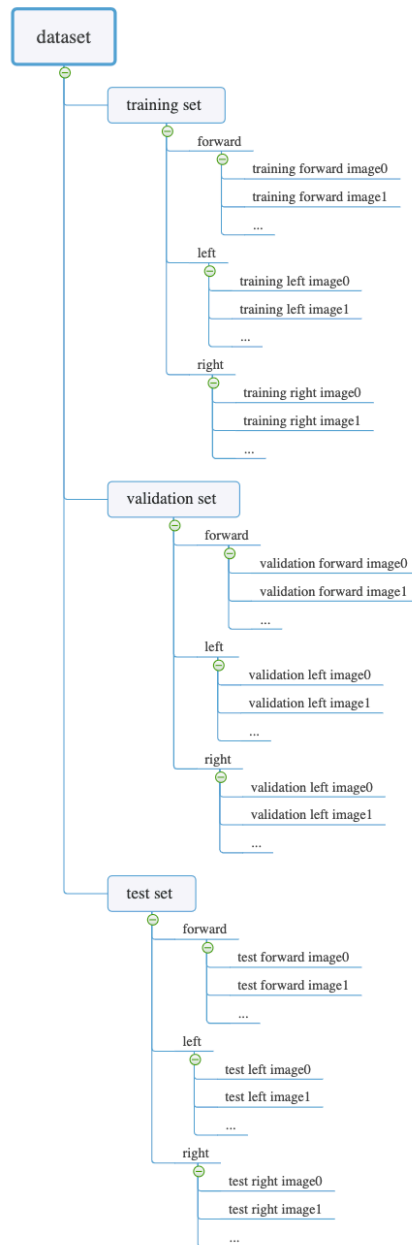 dataset
training set
forward
training forward image0
training forward image1
...
left
training left image0
training left image1
...
right
training right image0
training right image1
...
validation set
forward
validation forward image0
validation forward image1
...
left
validation left image0
validation left image1
...
right
validation left image0
validation left image1
...
test set
forward
test forward image0
test forward image1
...
left
test left image0
test left image1
...
right
test right image0
test right image1
...